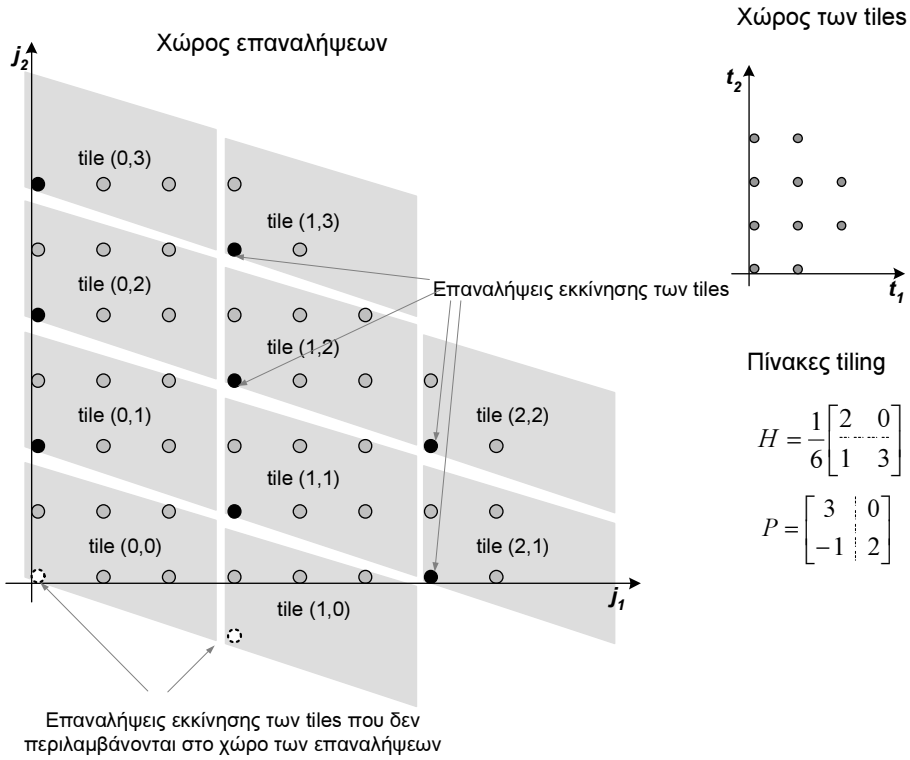 Χώρος των tiles
Χώρος επαναλήψεων
j2
t2
tile (0,3)
tile (1,3)
tile (0,2)
Επαναλήψεις εκκίνησης των tiles
t1
tile (1,2)
Πίνακες tiling
tile (0,1)
tile (2,2)
H = 1/6 [2 0
1 3]
tile (1,1)
P = [3 0
-1 2]
tile (0,0)
tile (2,1)
tile (1,0)
j1
Επαναλήψεις εκκίνησης των tiles που δεν
περιλαμβάνονται στο χώρο των επαναλήψεων